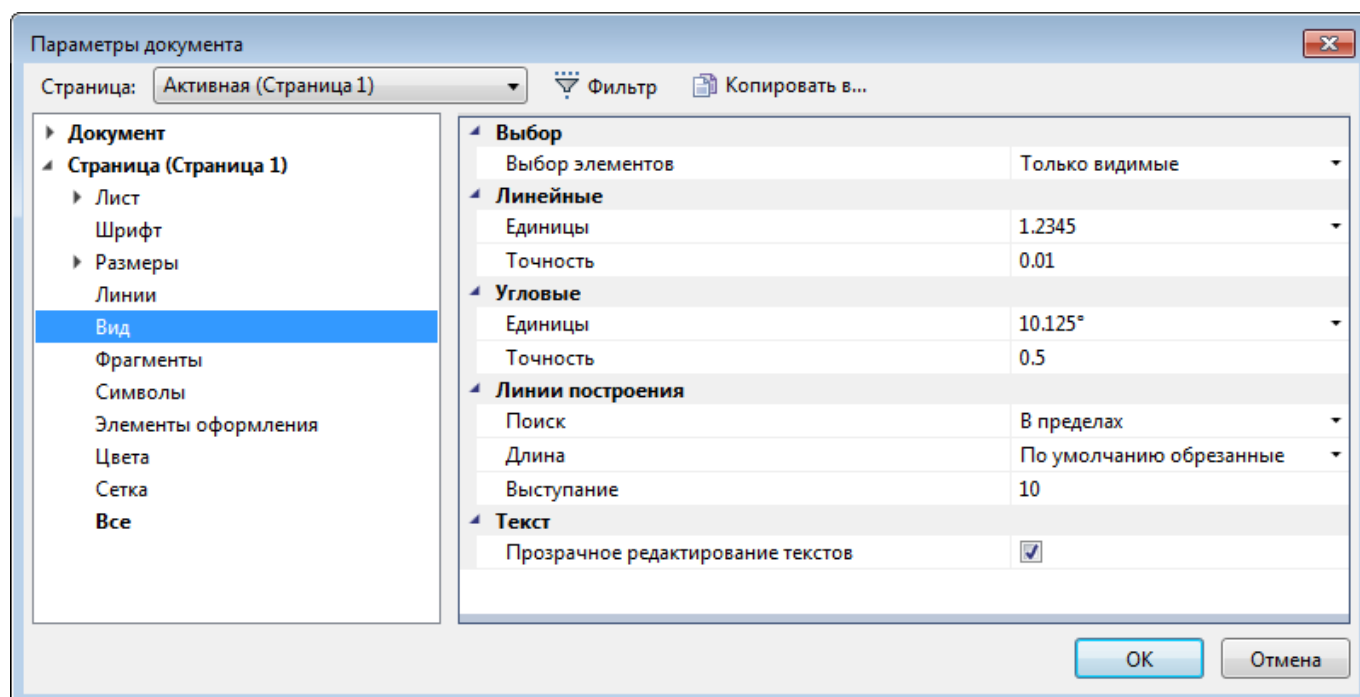 Параметры документа
Страница: Активная (Страница 1) Фильтр Копировать в...
Документ
Страница (Страница 1)
Лист
Шрифт
Размеры
Линии
Вид
Фрагменты
Символы
Элементы оформления
Цвета
Сетка
Все
Выбор
Выбор элементов Только видимые
Линейные
Единицы 1.2345
Точность 0.01
Угловые
Единицы 10.125°
Точность 0.5
Линии построения
Поиск В пределах
Длина По умолчанию обрезанные
Выступание 10
Текст
Прозрачное редактирование текстов
ОК Отмена